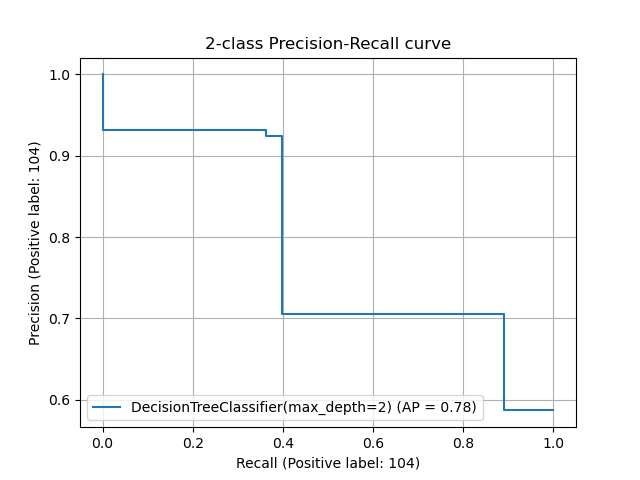 2-class Precision-Recall curve
1.0
0.9
0.8
0.7
0.6
Precision (Positive label: 104)
DecisionTreeClassifier(max_depth=2) (AP = 0.78)
0.0 0.2 0.4 0.6 0.8 1.0
Recall (Positive label: 104)